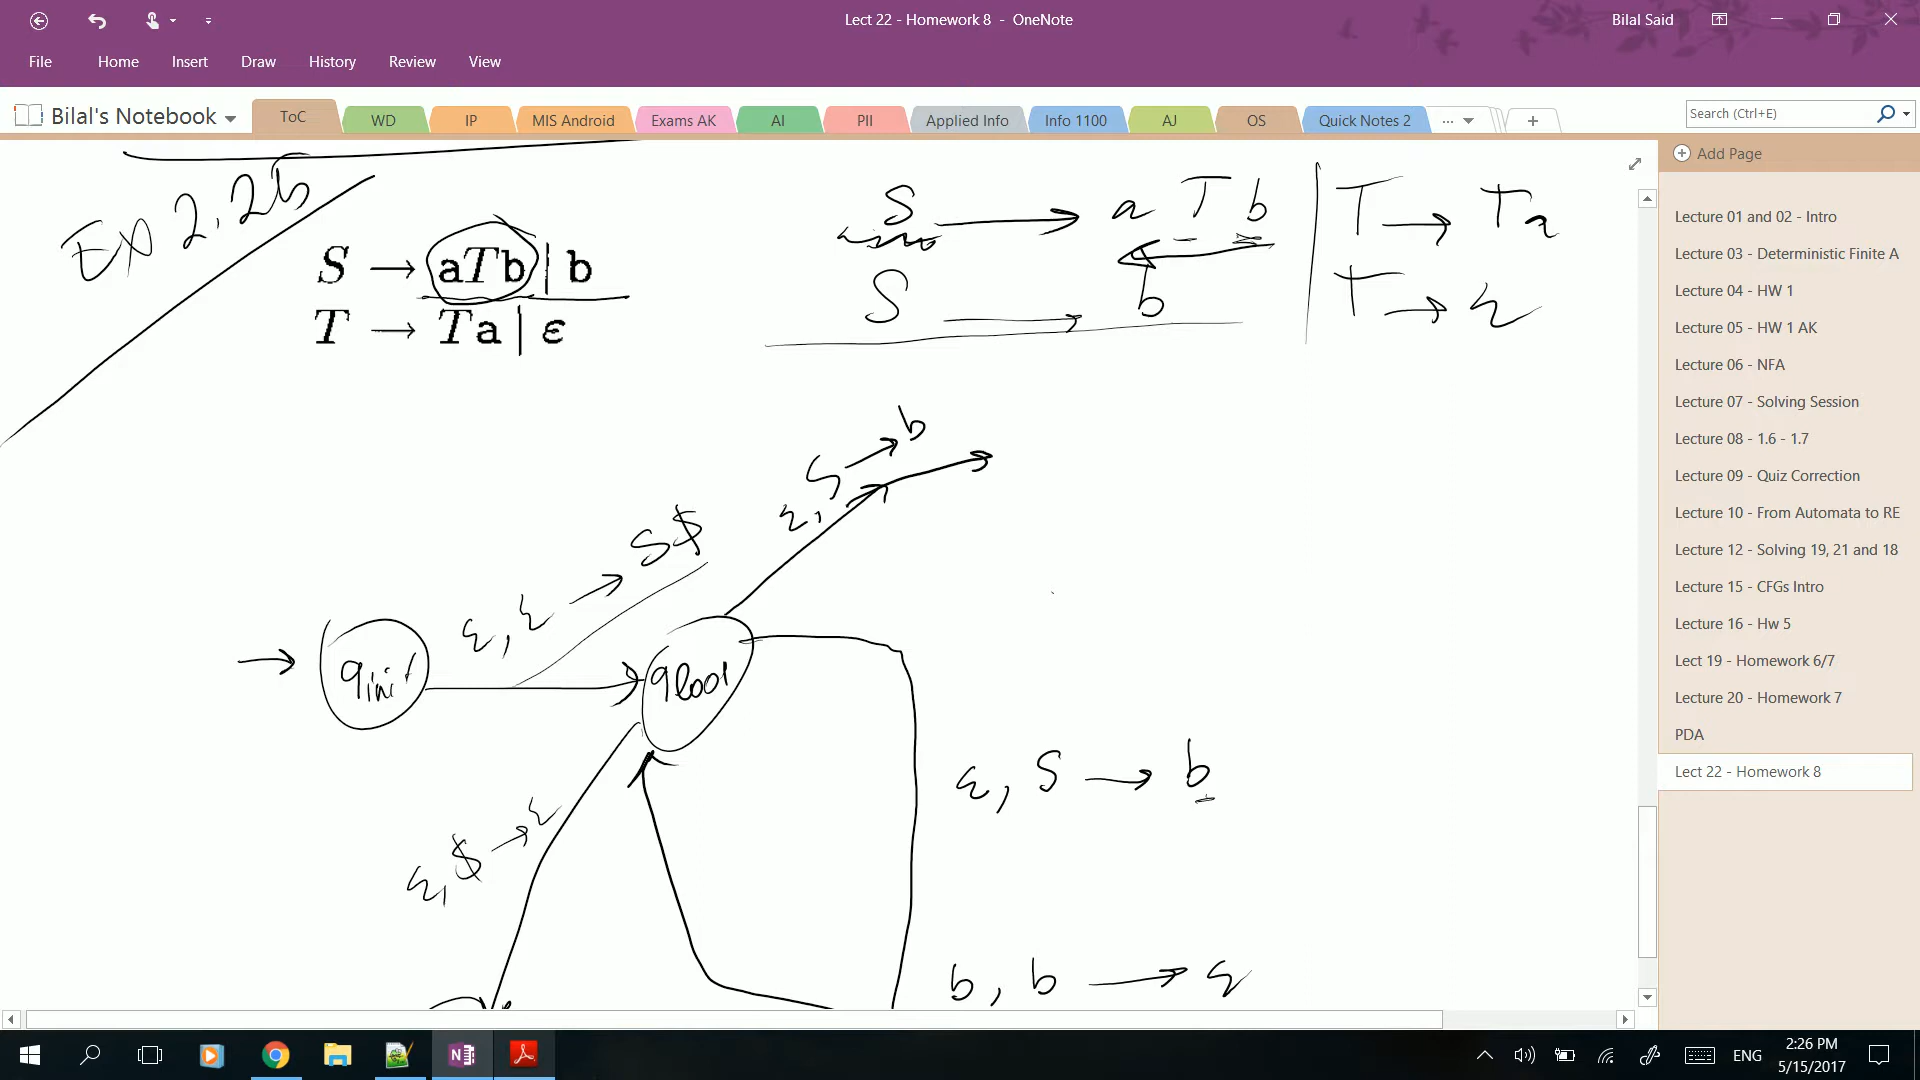 Lect 22 - Homework 8 - OneNote
Bilal Said
File Home Insert Draw History Review View
Bilal's Notebook
ToC WD IP MIS Android Exams AK AI PII Applied Info Info 1100 AJ OS Quick Notes 2 ...
Search (Ctrl+E)
Add Page
Lecture 01 and 02 - Intro
Lecture 03 - Deterministic Finite A
Lecture 04 - HW 1
Lecture 05 - HW 1 AK
Lecture 06 - NFA
Lecture 07 - Solving Session
Lecture 08 - 1.6 - 1.7
Lecture 09 - Quiz Correction
Lecture 10 - From Automata to RE
Lecture 12 - Solving 19, 21 and 18
Lecture 15 - CFGs Intro
Lecture 16 - Hw 5
Lect 19 - Homework 6/7
Lecture 20 - Homework 7
PDA
Lect 22 - Homework 8
EX 2.2b
S → aTb | b
T → Ta | ε
S → a T b
S → b
T → Ta
T → ε
ε, S → b
ε, ε → S$
qinit
qloop
ε, S → b
ε, $ → ε
b, b → ε
ENG
2:26 PM
5/15/2017